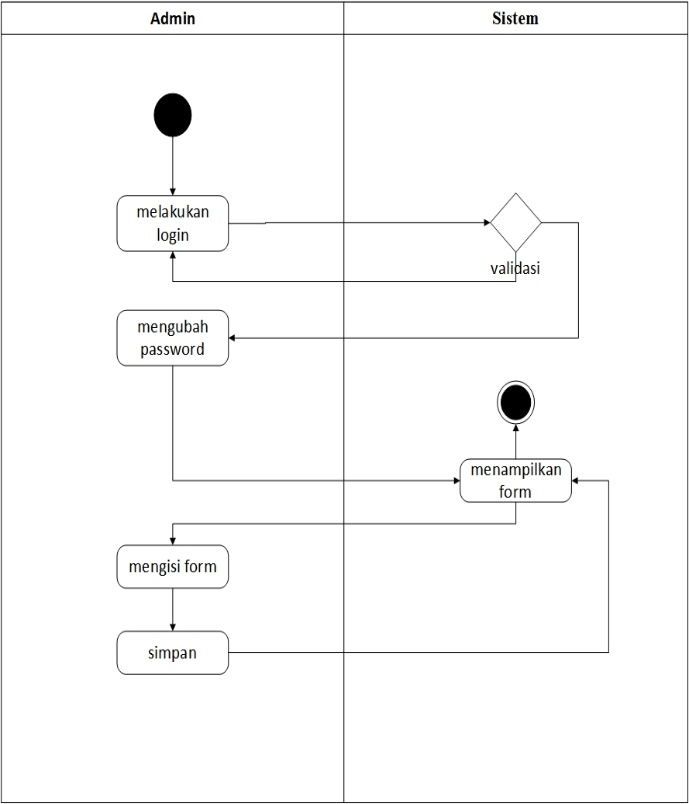 Admin
Sistem
melakukan
login
validasi
mengubah
password
menampilkan
form
mengisi form
simpan